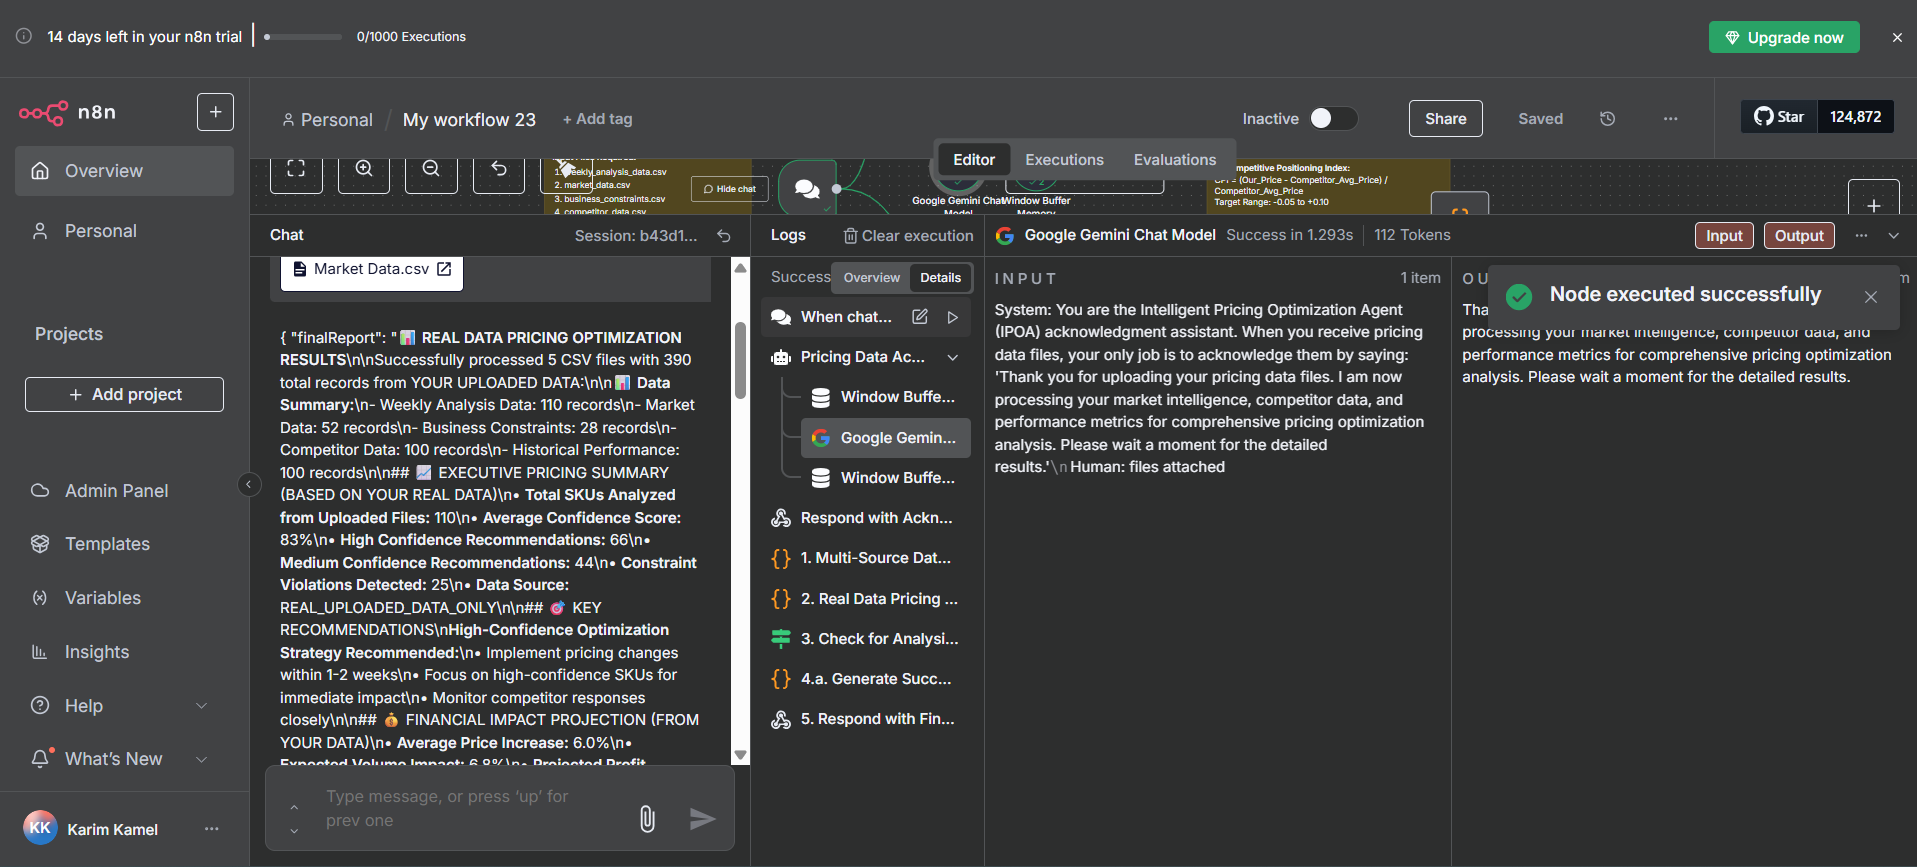 14 days left in your n8n trial
0/1000 Executions
Upgrade now
n8n
Overview
Personal
Projects
Add project
Admin Panel
Templates
Variables
Insights
Help
What's New
KK
Karim Kamel
Personal / My workflow 23 + Add tag
Inactive
Share
Saved
Star
124,872
Editor
Executions
Evaluations
1. weekly_analysis_data.csv
2. market_data.csv
3. business_constraints.csv
4. competitor_data.csv
Hide chat
Google Gemini Chat
Model
Window Buffer
Memory
Competitor_Avg_Price
Target Range: -0.05 to +0.10
Chat
Session: b43d1...
Market Data.csv
{ "finalReport": "📊 REAL DATA PRICING OPTIMIZATION
RESULTS\n\nSuccessfully processed 5 CSV files with 390
total records from YOUR UPLOADED DATA:\n\n📊 Data
Summary:\n- Weekly Analysis Data: 110 records\n- Market
Data: 52 records\n- Business Constraints: 28 records\n-
Competitor Data: 100 records\n- Historical Performance:
100 records\n\n## 📈 EXECUTIVE PRICING SUMMARY
(BASED ON YOUR REAL DATA)\n• Total SKUs Analyzed
from Uploaded Files: 110\n• Average Confidence Score:
83%\n• High Confidence Recommendations: 66\n•
Medium Confidence Recommendations: 44\n• Constraint
Violations Detected: 25\n• Data Source:
REAL_UPLOADED_DATA_ONLY\n\n## 🎯 KEY
RECOMMENDATIONS\nHigh-Confidence Optimization
Strategy Recommended:\n• Implement pricing changes
within 1-2 weeks\n• Focus on high-confidence SKUs for
immediate impact\n• Monitor competitor responses
closely\n\n## 💰 FINANCIAL IMPACT PROJECTION (FROM
YOUR DATA)\n• Average Price Increase: 6.0%\n•
Expected Volume Impact: 6.8%\n• Projected Profit
Type message, or press 'up' for
prev one
Logs
Clear execution
Success
Overview
Details
When chat...
Pricing Data Ac...
Window Buffe...
Google Gemin...
Window Buffe...
Respond with Ackn...
1. Multi-Source Dat...
2. Real Data Pricing ...
3. Check for Analysi...
4.a. Generate Succ...
5. Respond with Fin...
Google Gemini Chat Model Success in 1.293s 112 Tokens
Input
Output
INPUT
1 item
System: You are the Intelligent Pricing Optimization Agent
(IPOA) acknowledgment assistant. When you receive pricing
data files, your only job is to acknowledge them by saying:
'Thank you for uploading your pricing data files. I am now
processing your market intelligence, competitor data, and
performance metrics for comprehensive pricing optimization
analysis. Please wait a moment for the detailed
results.'\n Human: files attached
Node executed successfully
processing your market intelligence, competitor data, and
performance metrics for comprehensive pricing optimization
analysis. Please wait a moment for the detailed results.